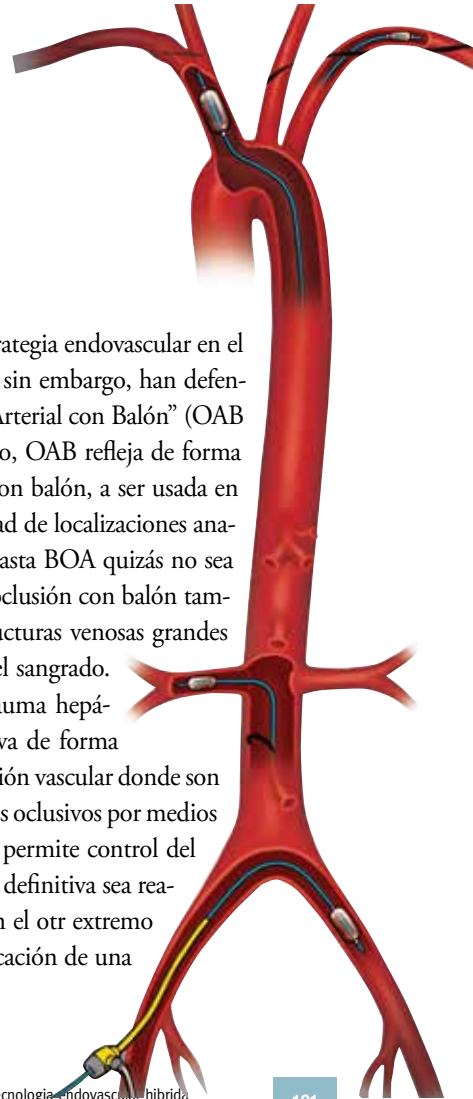 rategia endovascular en el
sin embargo, han defen-
Arterial con Balón” (OAB
o, OAB refleja de forma
on balón, a ser usada en
ad de localizaciones ana-
asta BOA quizás no sea
oclusión con balón tam-
ucturas venosas grandes
el sangrado.
auma hepá-
va de forma
ión vascular donde son
s oclusivos por medios
permite control del
definitiva sea rea-
n el otr extremo
cación de una